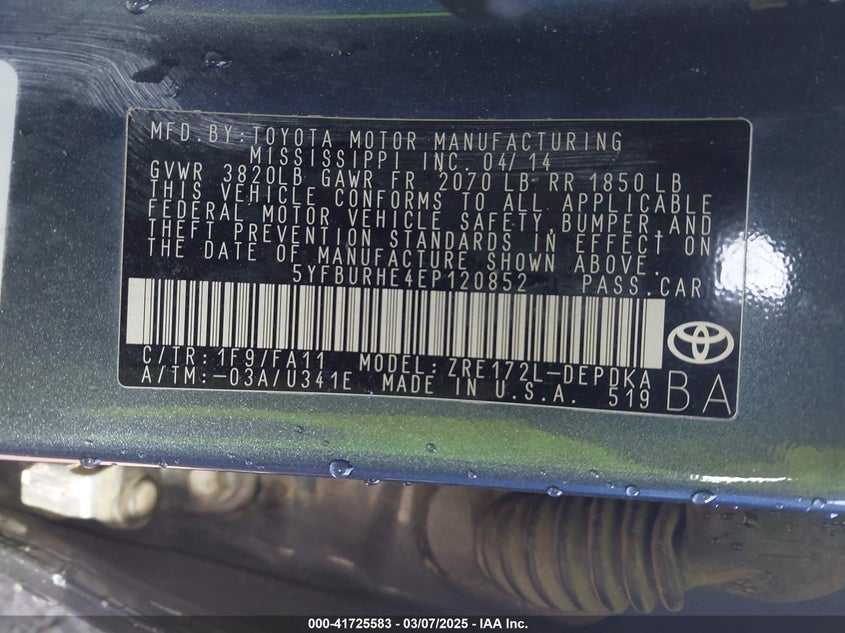 MFD. BY: TOYOTA MOTOR MANUFACTURING
MISSISSIPPI INC. 04/14
GVWR 3820LB GAWR FR 2070 LB RR 1850 LB
THIS VEHICLE CONFORMS TO ALL APPLICABLE
FEDERAL MOTOR VEHICLE SAFETY, BUMPER, AND
THEFT PREVENTION STANDARDS IN EFFECT ON
THE DATE OF MANUFACTURE SHOWN ABOVE.
5YFBURHE4EP120852 PASS. CAR
C/TR: 1F9/FA11 MODEL: ZRE172L-DEPDKA
A/TM: -03A/U341E MADE IN U.S.A. 519
BA
000-41725583 - 03/07/2025 - IAA Inc.